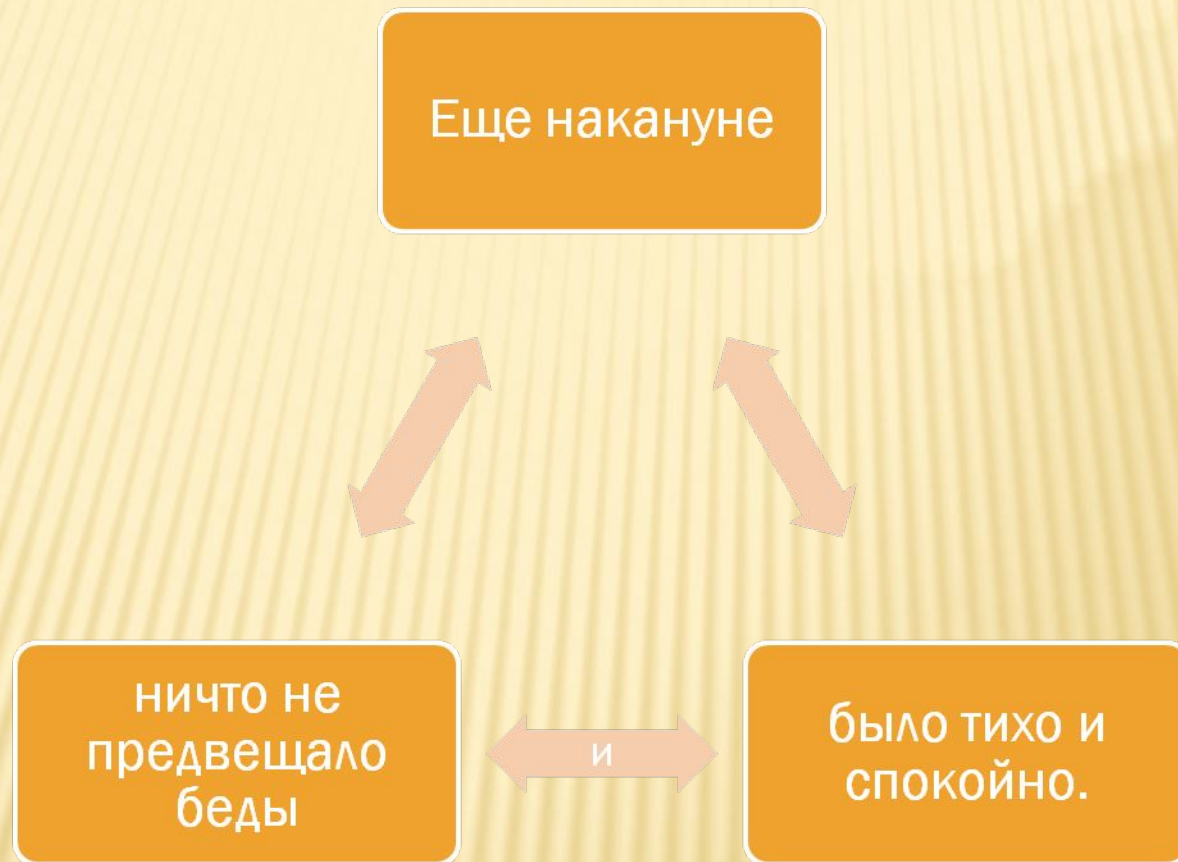 Еще накануне
ничто не
предвещало
беды
и
было тихо и
спокойно.